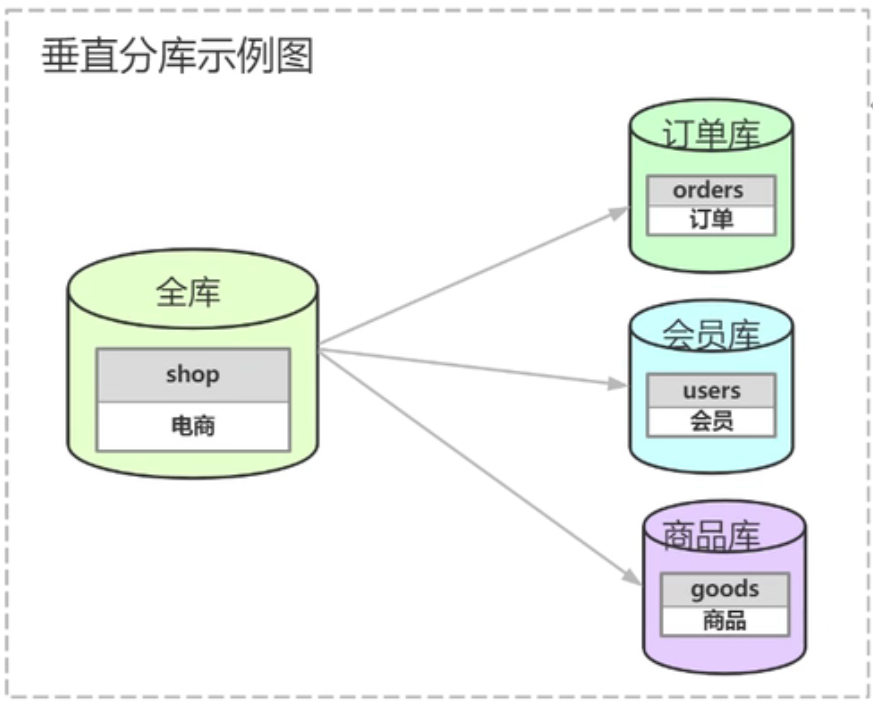 垂直分库示例图
全库
shop
电商
订单库
orders
订单
会员库
users
会员
商品库
goods
商品